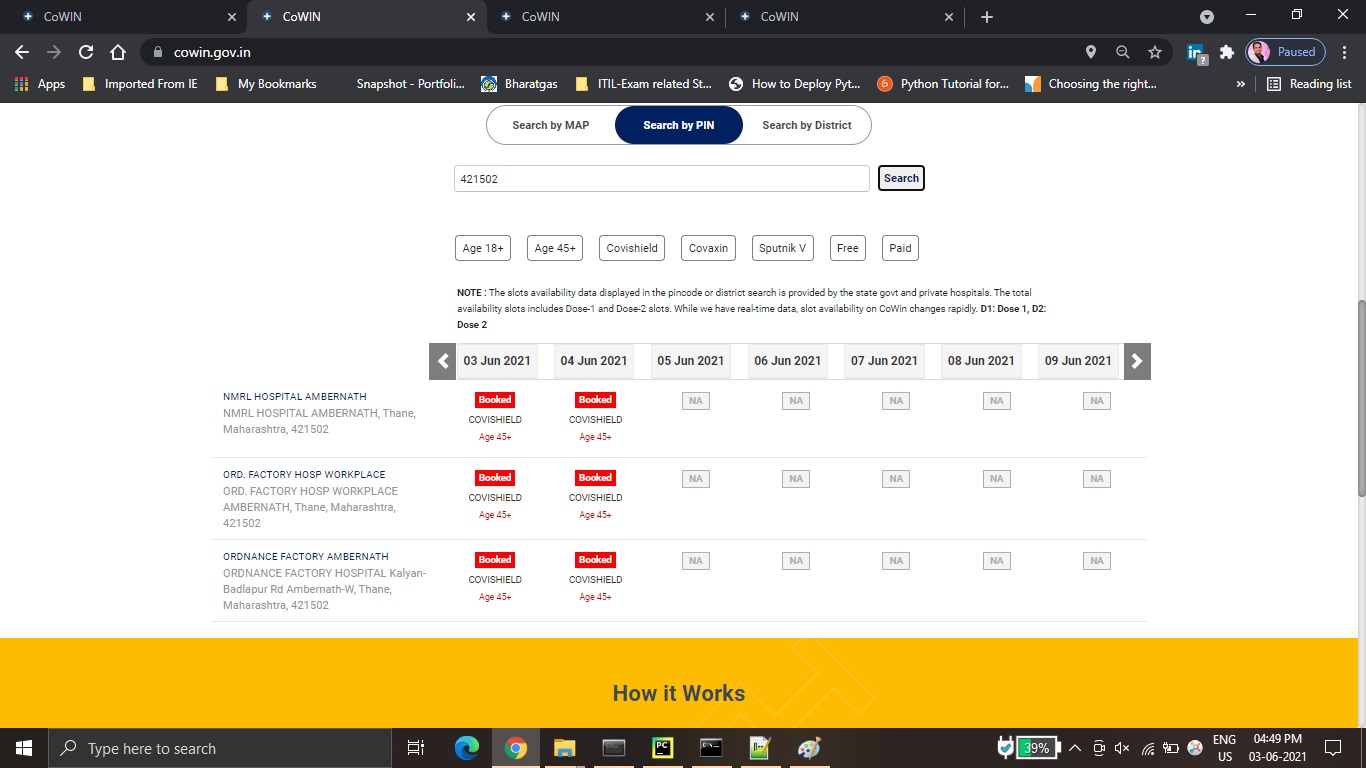 CoWIN
CoWIN
CoWIN
CoWIN
cowin.gov.in
Paused
Apps
Imported From IE
My Bookmarks
Snapshot - Portfoli...
Bharatgas
ITIL-Exam related St...
How to Deploy Pyt...
Python Tutorial for...
Choosing the right...
»
Reading list
Search by MAP
Search by PIN
Search by District
421502
Search
Age 18+
Age 45+
Covishield
Covaxin
Sputnik V
Free
Paid
NOTE : The slots availability data displayed in the pincode or district search is provided by the state govt and private hospitals. The total
availability slots includes Dose-1 and Dose-2 slots. While we have real-time data, slot availability on CoWin changes rapidly. D1: Dose 1, D2:
Dose 2
03 Jun 2021
04 Jun 2021
05 Jun 2021
06 Jun 2021
07 Jun 2021
08 Jun 2021
09 Jun 2021
NMRL HOSPITAL AMBERNATH
NMRL HOSPITAL AMBERNATH, Thane,
Maharashtra, 421502
Booked
COVISHIELD
Age 45+
Booked
COVISHIELD
Age 45+
NA
NA
NA
NA
NA
ORD. FACTORY HOSP WORKPLACE
ORD. FACTORY HOSP WORKPLACE
AMBERNATH, Thane, Maharashtra,
421502
Booked
COVISHIELD
Age 45+
Booked
COVISHIELD
Age 45+
NA
NA
NA
NA
NA
ORDNANCE FACTORY AMBERNATH
ORDNANCE FACTORY HOSPITAL Kalyan-
Badlapur Rd Ambernath-W, Thane,
Maharashtra, 421502
Booked
COVISHIELD
Age 45+
Booked
COVISHIELD
Age 45+
NA
NA
NA
NA
NA
How it Works
Type here to search
39%
ENG
US
04:49 PM
03-06-2021